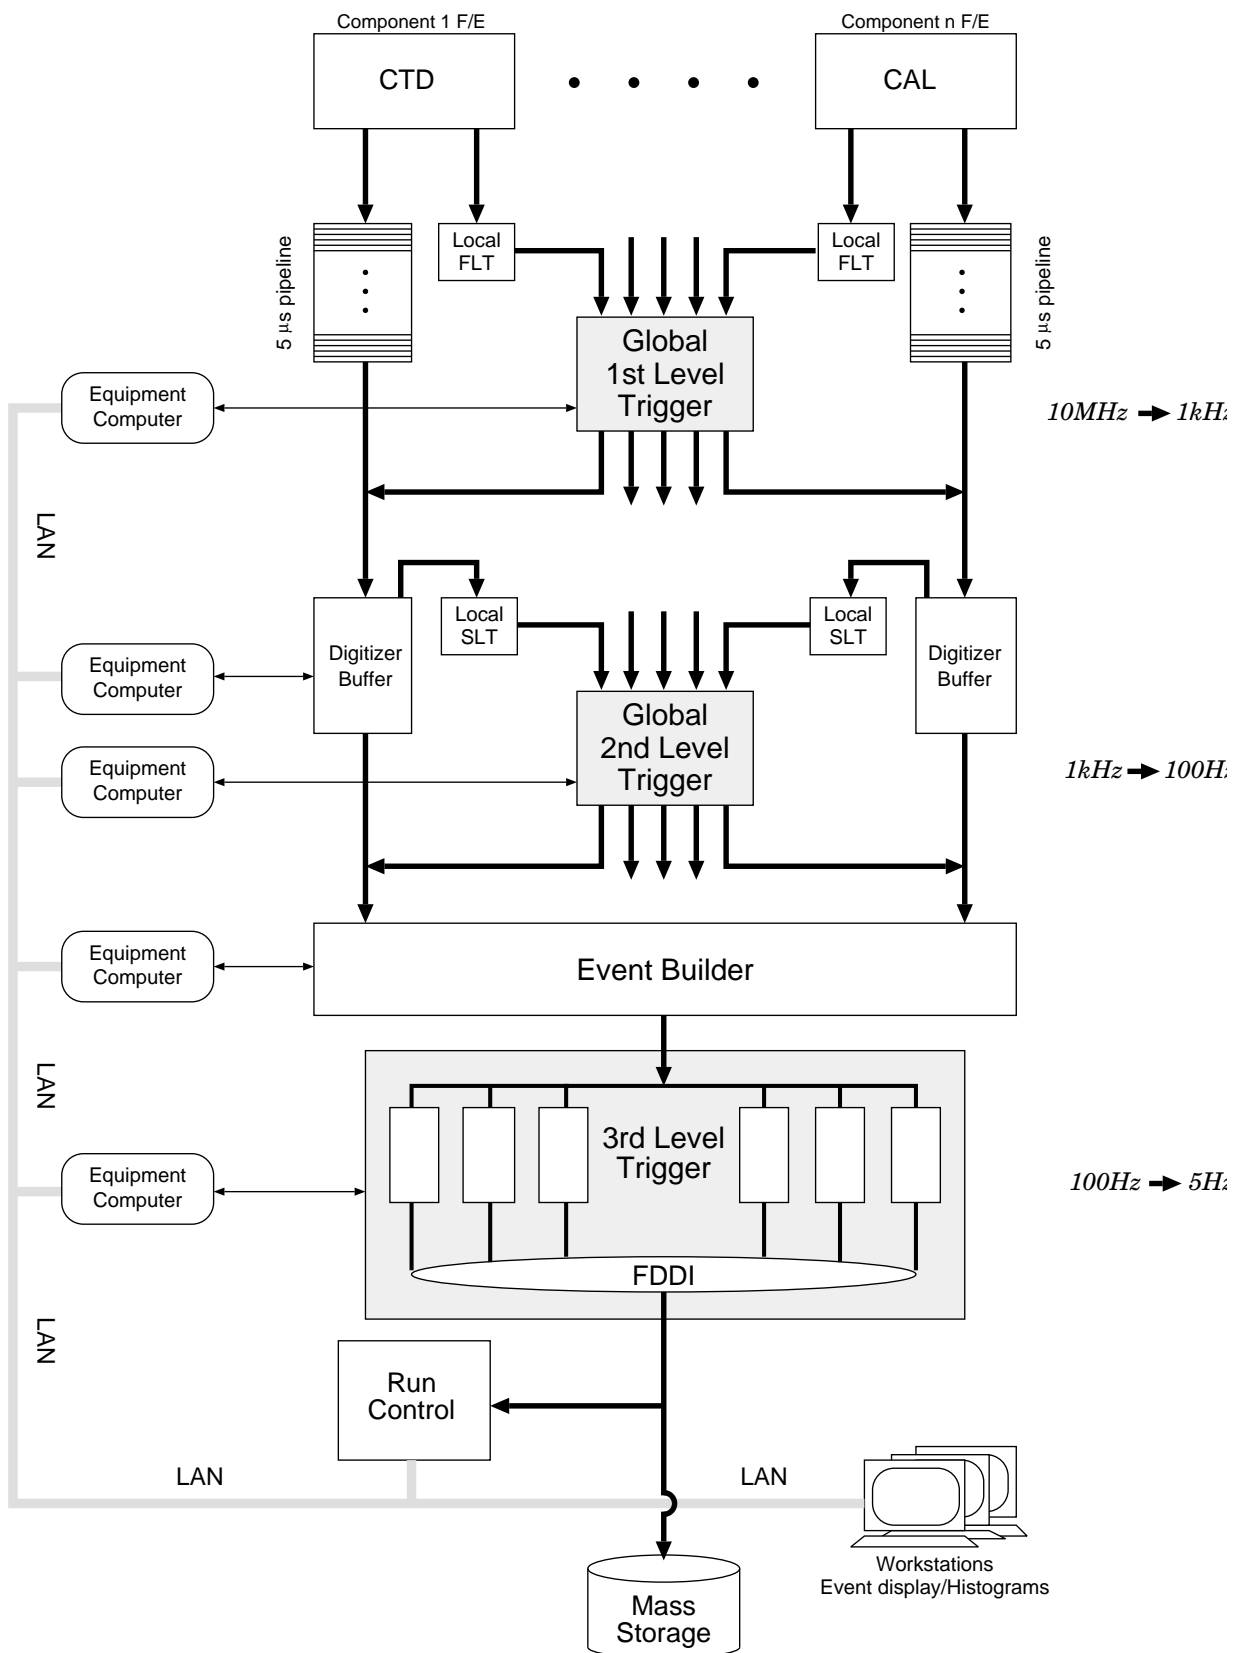 Component 1 F/E
Component n F/E
CTD
CAL
5 μs pipeline
Local
FLT
Local
FLT
5 μs pipeline
Global
1st Level
Trigger
Equipment
Computer
10MHz → 1kHz
LAN
Local
SLT
Local
SLT
Digitizer
Buffer
Digitizer
Buffer
Equipment
Computer
Global
2nd Level
Trigger
Equipment
Computer
1kHz → 100Hz
Equipment
Computer
Event Builder
LAN
3rd Level
Trigger
Equipment
Computer
100Hz → 5Hz
FDDI
LAN
Run
Control
LAN
LAN
Workstations
Event display/Histograms
Mass
Storage